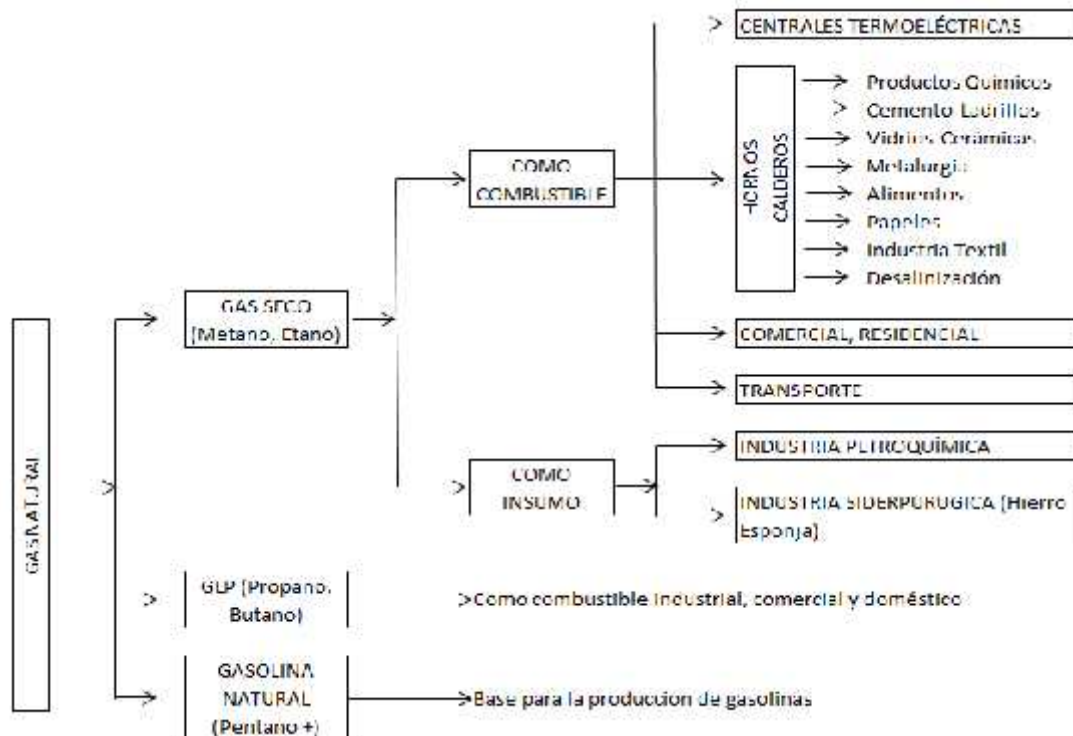 CENTRALES TERMOELÉCTRICAS
HORNOS
CALDEROS
Productos Quimicos
Cemento-Ladrillos
Vidrios-Cerámicas
Metalurgia
Alimentos
Papeles
Industria Textil
Desalinización
COMO
COMBUSTIBLE
GAS SECO
(Metano, Etano)
COMERCIAL, RESIDENCIAL
TRANSPORTE
GAS NATURAL
COMO
INSUMO
INDUSTRIA PETROQUÍMICA
INDUSTRIA SIDERPURUGICA (Hierro
Esponja)
GLP (Propano,
Butano)
Como combustible industrial, comercial y doméstico
GASOLINA
NATURAL
(Pentano +)
Base para la produccion de gasolinas